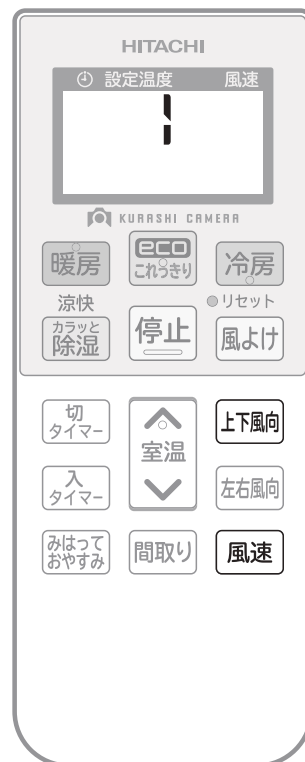 HITACHI
設定温度 風速
1
KURASHI CAMERA
暖房 eco これっきり 冷房
涼快 リセット
カラッと 除湿 停止 風よけ
切タイマー 室温 上下風向
入タイマー 左右風向
みはっておやすみ 間取り 風速